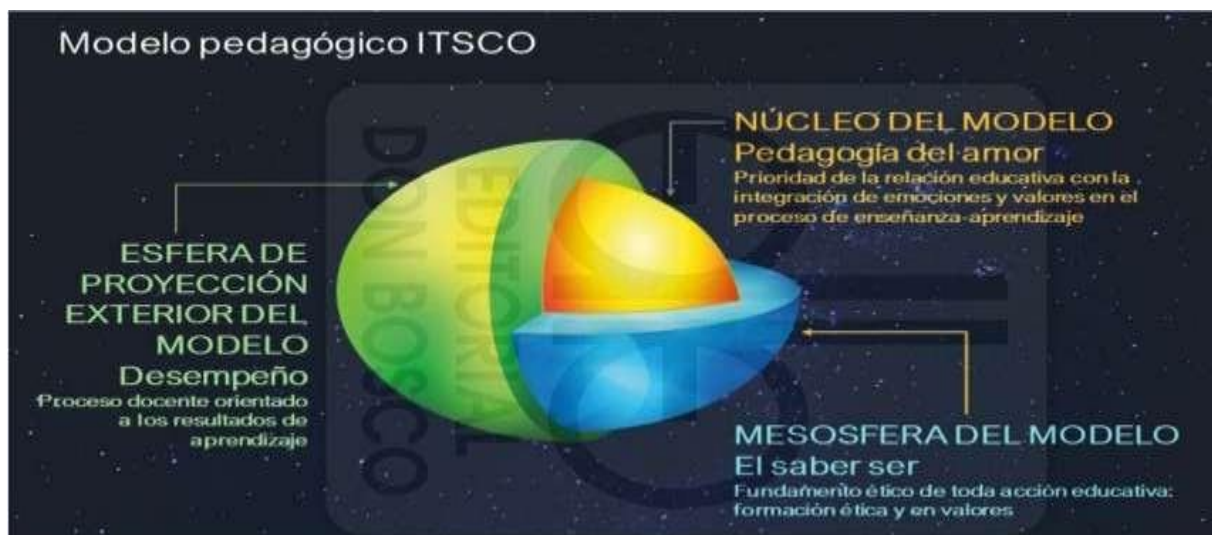 Modelo pedagógico ITSCO
NÚCLEO DEL MODELO
Pedagogía del amor
Prioridad de la relación educativa con la
integración de emociones y valores en el
proceso de enseñanza-aprendizaje
ESFERA DE
PROYECCIÓN
EXTERIOR DEL
MODELO
Desempeño
Proceso docente orientado
a los resultados de
aprendizaje
MESOSFERA DEL MODELO
El saber ser
Fundamento ético de toda acción educativa:
formación ética y en valores
EDITORIAL
DON BOSCO